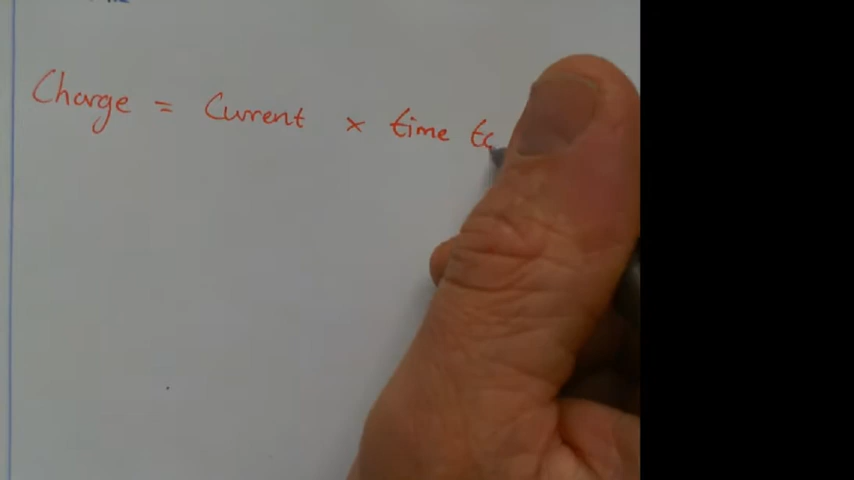 Charge = Current × time